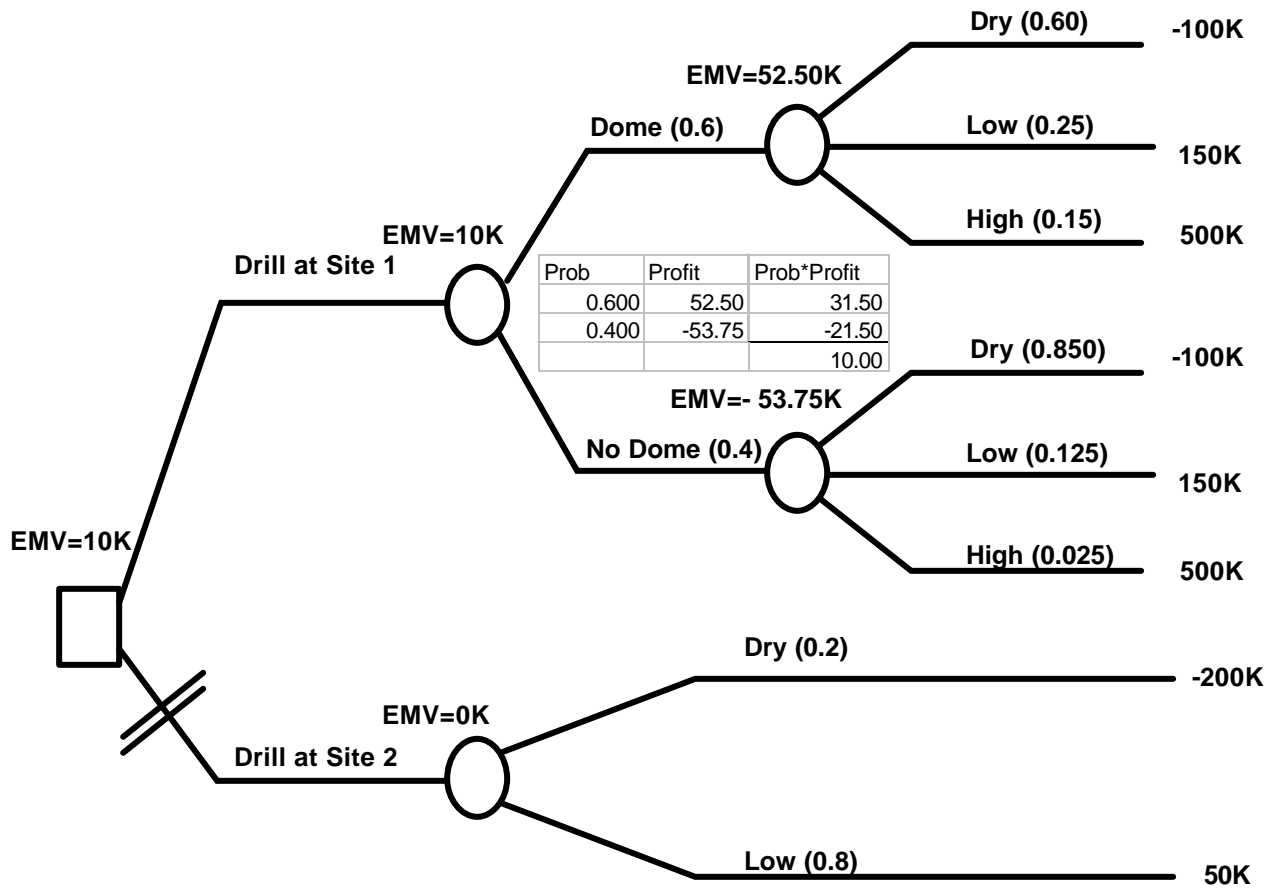 Dry (0.60)
-100K
EMV=52.50K
Dome (0.6)
Low (0.25)
150K
High (0.15)
500K
EMV=10K
Drill at Site 1
Prob Profit Prob*Profit
0.600 52.50 31.50
0.400 -53.75 -21.50
10.00
Dry (0.850)
-100K
EMV=- 53.75K
No Dome (0.4)
Low (0.125)
150K
EMV=10K
High (0.025)
500K
Dry (0.2)
-200K
EMV=0K
Drill at Site 2
Low (0.8)
50K